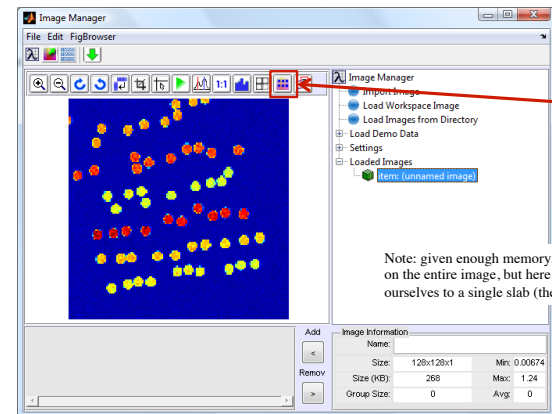 Image Manager
File Edit FigBrowser
1:1
Image Manager
Import Image
Load Workspace Image
Load Images from Directory
Load Demo Data
Settings
Loaded Images
item: (unnamed image)
Note: given enough memory
on the entire image, but here
ourselves to a single slab (the
Add
<
Remov
>
Image Information
Name:
Size: 128x128x1 Min: 0.00674
Size (KB): 268 Max: 1.24
Group Size: 0 Avg: 0